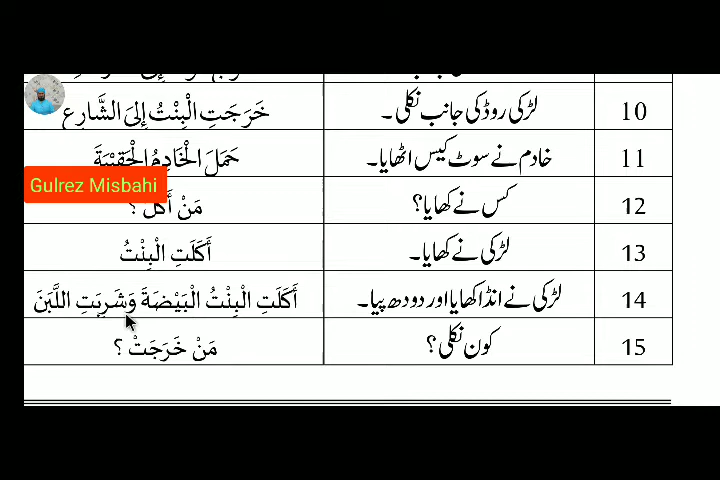 10 لڑکی روڈ کی جانب نکلی۔ خَرَجَتِ الْبِنْتُ إِلىَ الشَّارِعِ
11 خادم نے سوٹ کیس اٹھایا۔ حَمَلَ الْخَادِمُ الْحَقِيْبَةَ
Gulrez Misbahi
12 کس نے کھایا؟ مَنْ أَكَلَ ؟
13 لڑکی نے کھایا۔ أَكَلَتِ الْبِنْتُ
14 لڑکی نے انڈا کھایا اور دودھ پیا۔ أَكَلَتِ الْبِنْتُ الْبَيْضَةَ وَشَرِبَتِ اللَّبَنَ
15 کون نکلی؟ مَنْ خَرَجَتْ ؟